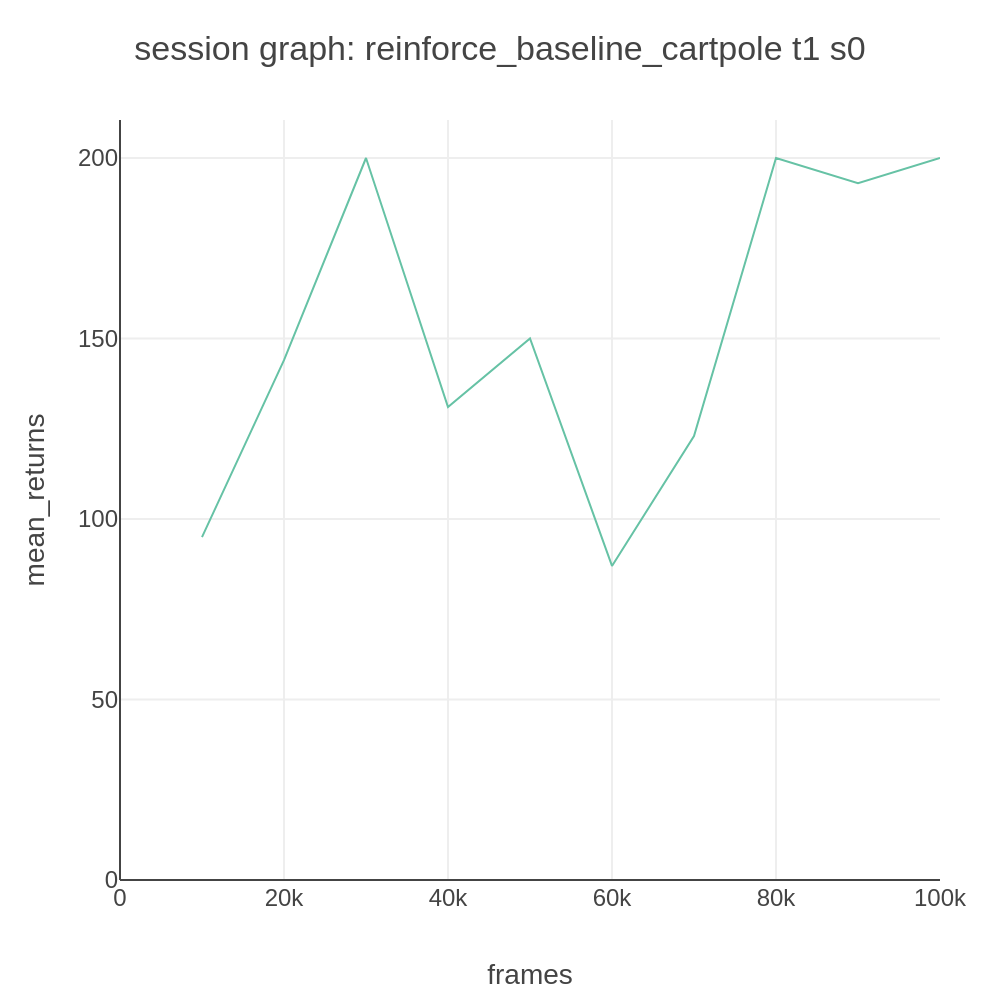 session graph: reinforce_baseline_cartpole t1 s0
200
150
100
50
0
mean_returns
0 20k 40k 60k 80k 100k
frames